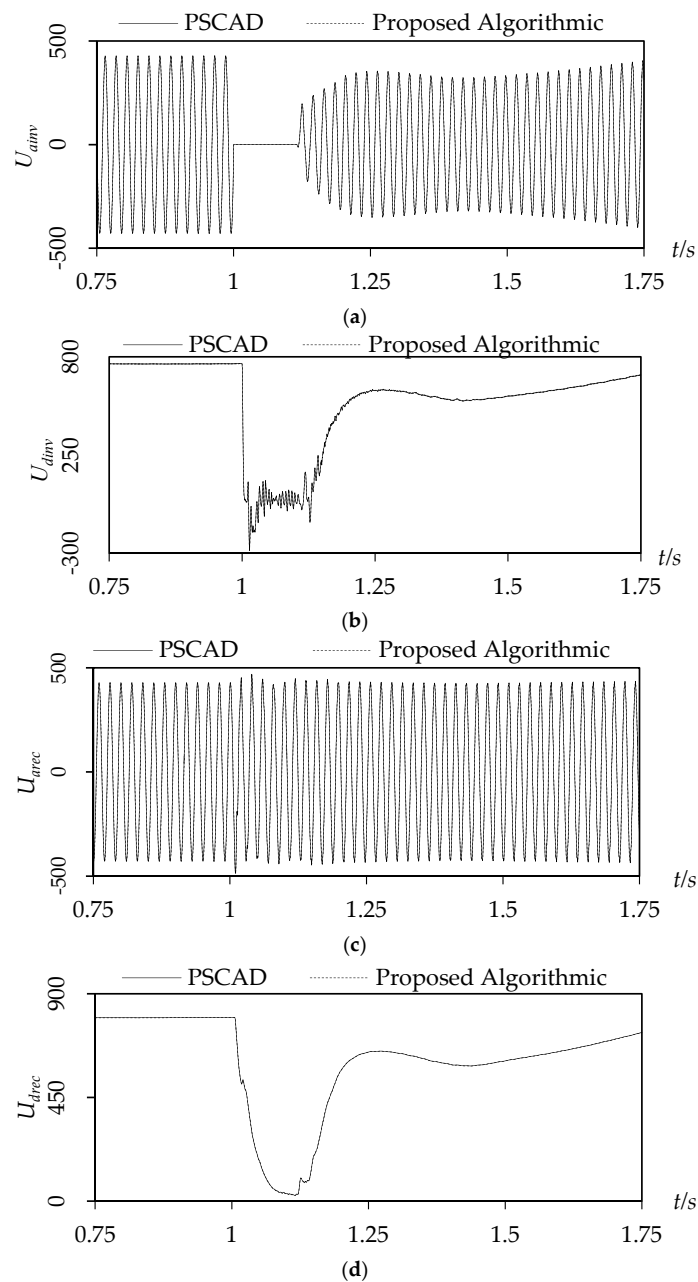 PSCAD Proposed Algorithmic
500
0
-500
U_ainv
0.75 1 1.25 1.5 1.75
t/s
(a)
PSCAD Proposed Algorithmic
800
250
-300
U_dinv
0.75 1 1.25 1.5 1.75
t/s
(b)
PSCAD Proposed Algorithmic
500
0
-500
U_arec
0.75 1 1.25 1.5 1.75
t/s
(c)
PSCAD Proposed Algorithmic
900
450
0
U_drec
0.75 1 1.25 1.5 1.75
t/s
(d)